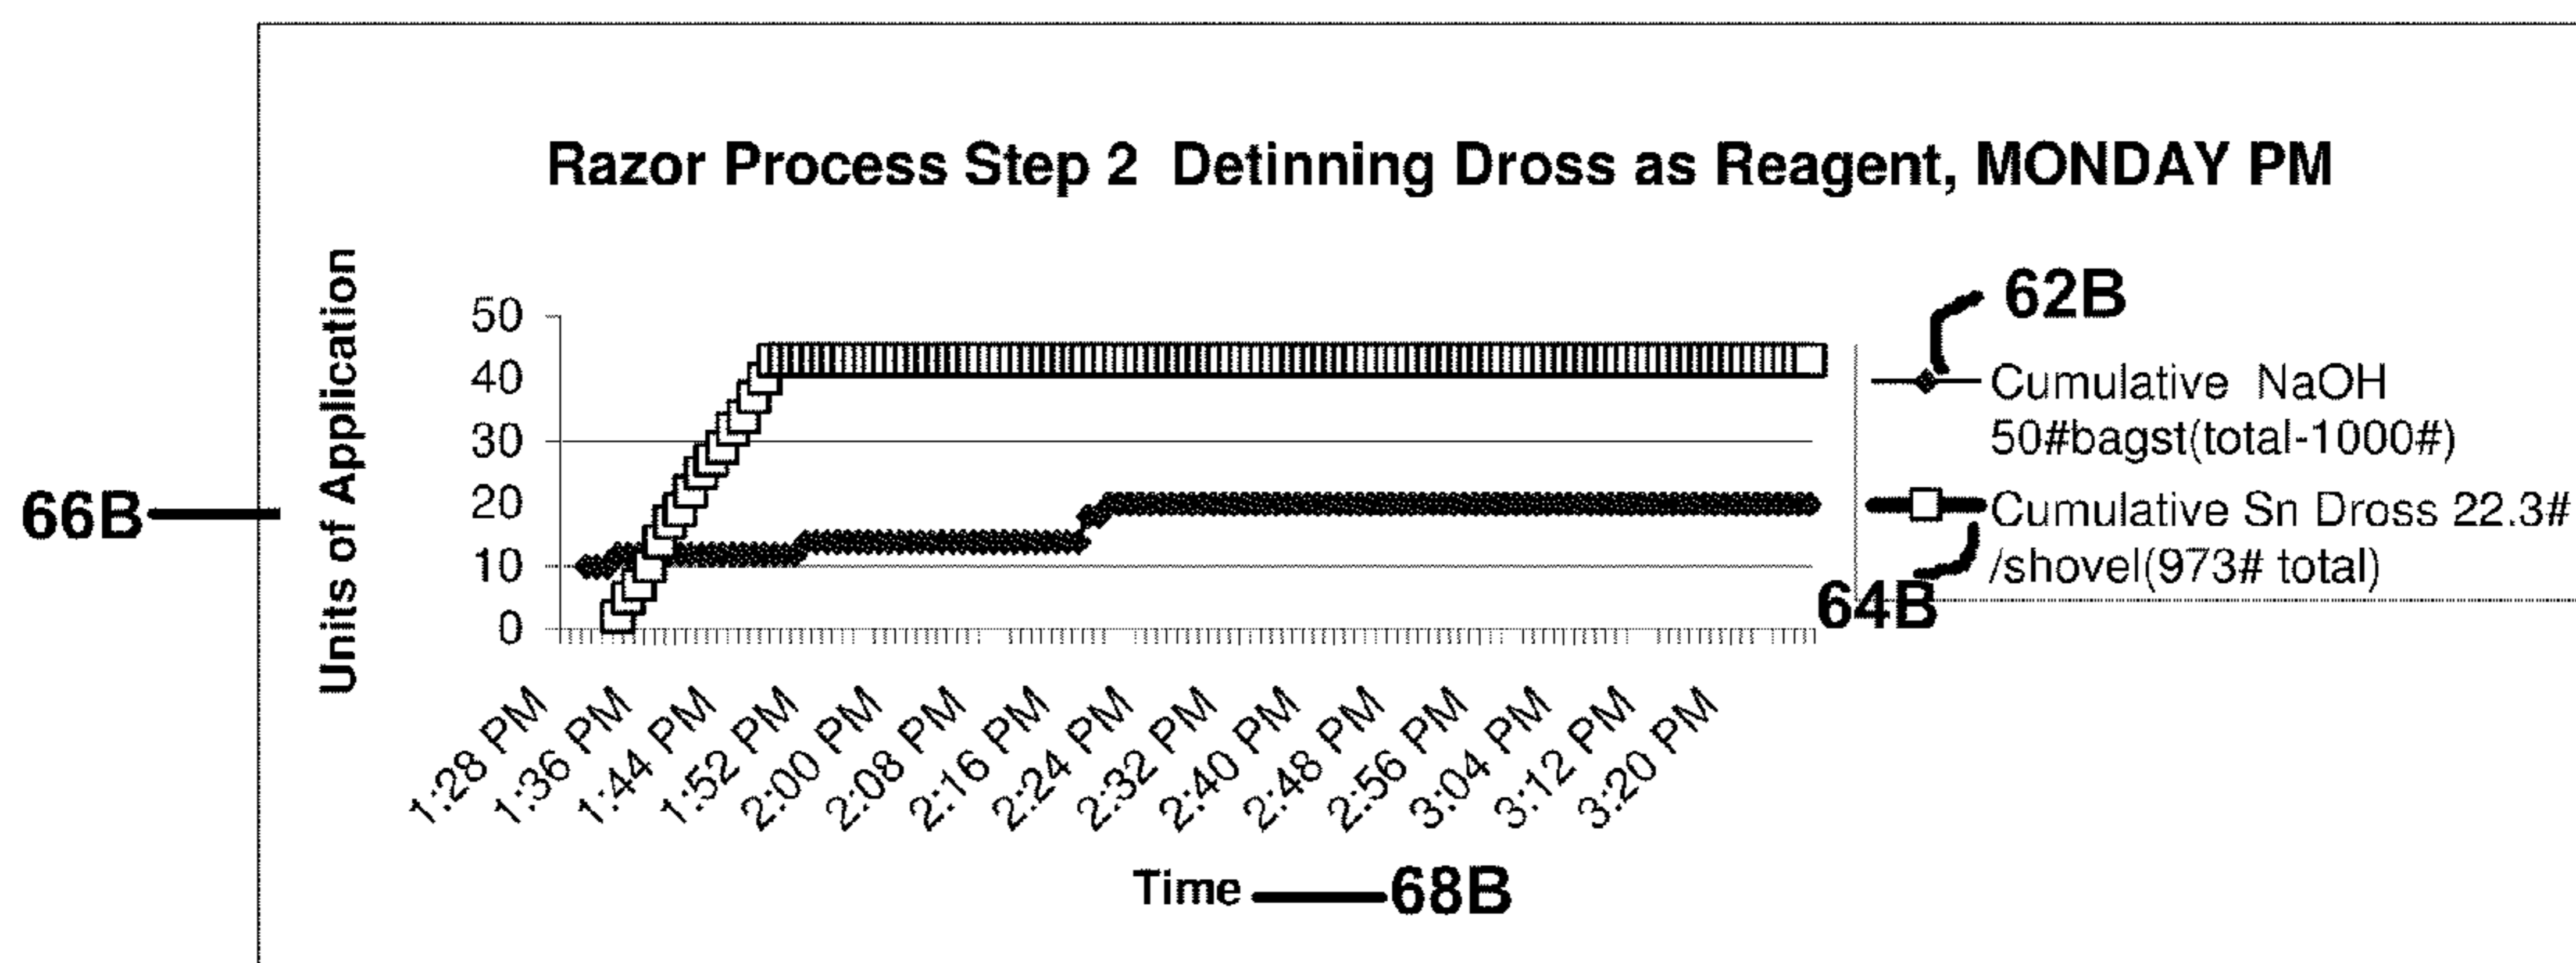 Razor Process Step 2 Detinning Dross as Reagent, MONDAY PM
Units of Application
66B
50
40
30
20
10
0
1:28 PM
1:36 PM
1:44 PM
1:52 PM
2:00 PM
2:08 PM
2:16 PM
2:24 PM
2:32 PM
2:40 PM
2:48 PM
2:56 PM
3:04 PM
3:12 PM
3:20 PM
Time
68B
62B
Cumulative NaOH
50#bagst(total-1000#)
Cumulative Sn Dross 22.3#
/shovel(973# total)
64B